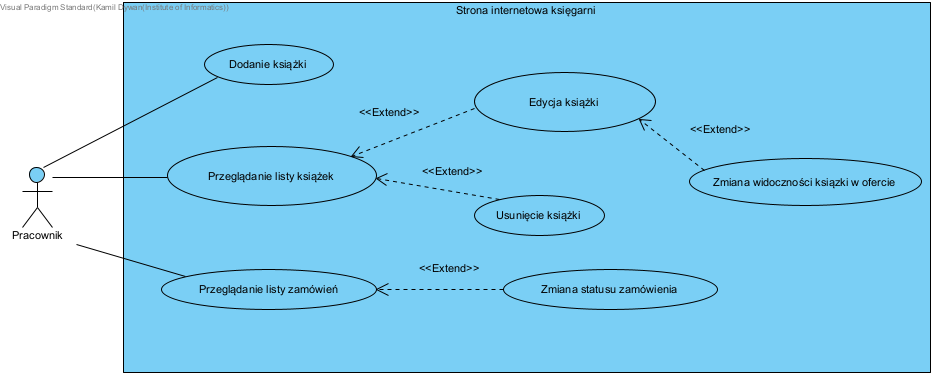 Visual Paradigm Standard(Kamil Dywan(Institute of Informatics))
Strona internetowa księgarni
Dodanie książki
<<Extend>>
Edycja książki
<<Extend>>
Przeglądanie listy książek
<<Extend>>
Zmiana widoczności ksiązki w ofercie
Usunięcie książki
Pracownik
<<Extend>>
Przeglądanie listy zamówień
Zmiana statusu zamówienia